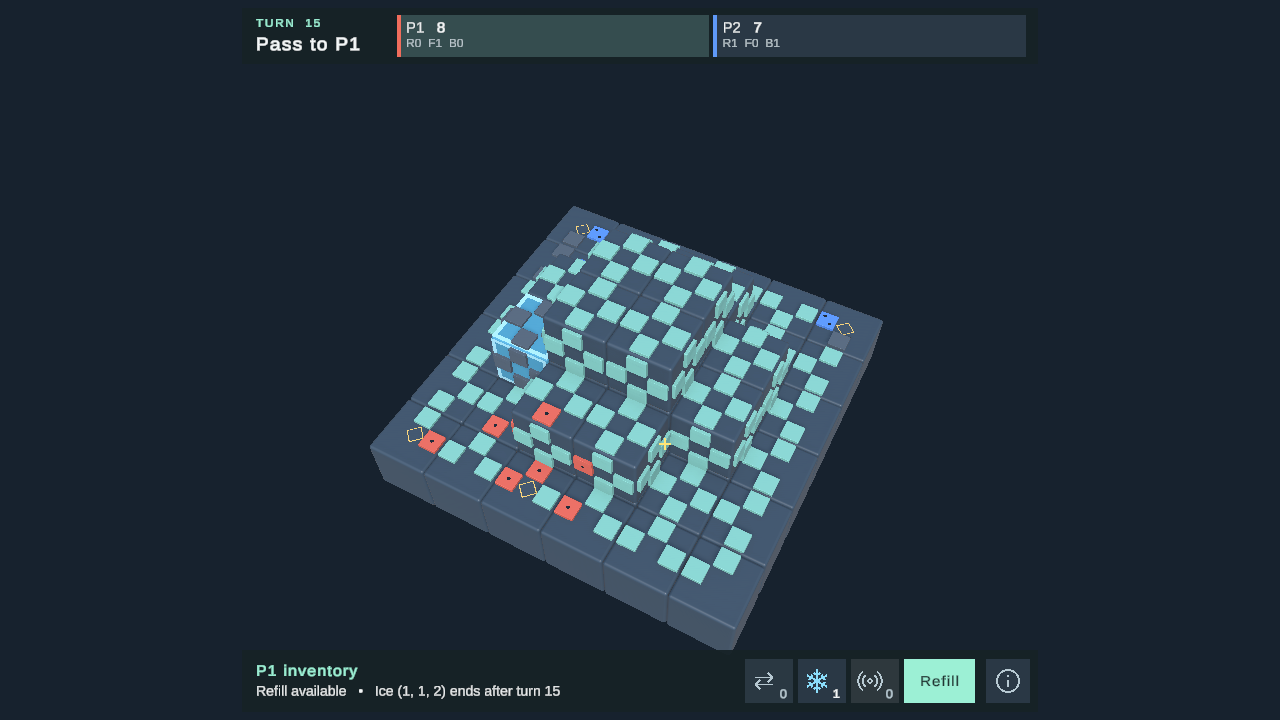 TURN 15
Pass to P1
P1 8
R0 F1 B0
P2 7
R1 F0 B1
P1 inventory
Refill available • Ice (1, 1, 2) ends after turn 15
0
1
0
Refill